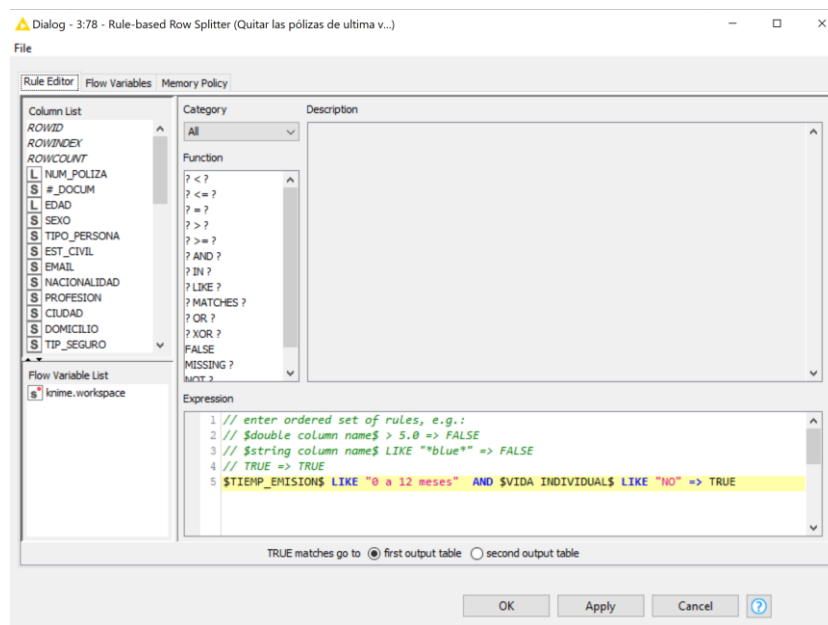 Dialog - 3:78 - Rule-based Row Splitter (Quitar las pólizas de ultima v...)
File
Rule Editor Flow Variables Memory Policy
Column List
ROWID
ROWINDEX
ROWCOUNT
L NUM_POLIZA
S #_DOCUM
L EDAD
S SEXO
S TIPO_PERSONA
S EST_CIVIL
S EMAIL
S NACIONALIDAD
S PROFESION
S CIUDAD
S DOMICILIO
S TIP_SEGURO
Flow Variable List
s knime.workspace
Category
All
Function
? < ?
? <= ?
? = ?
? > ?
? >= ?
? AND ?
? IN ?
? LIKE ?
? MATCHES ?
? OR ?
? XOR ?
FALSE
MISSING ?
NOT ?
Description
Expression
1 // enter ordered set of rules, e.g.:
2 // $double column name$ > 5.0 => FALSE
3 // $string column name$ LIKE "*blue*" => FALSE
4 // TRUE => TRUE
5 $TIEMP_EMISION$ LIKE "0 a 12 meses" AND $VIDA INDIVIDUAL$ LIKE "NO" => TRUE
TRUE matches go to first output table second output table
OK Apply Cancel ?